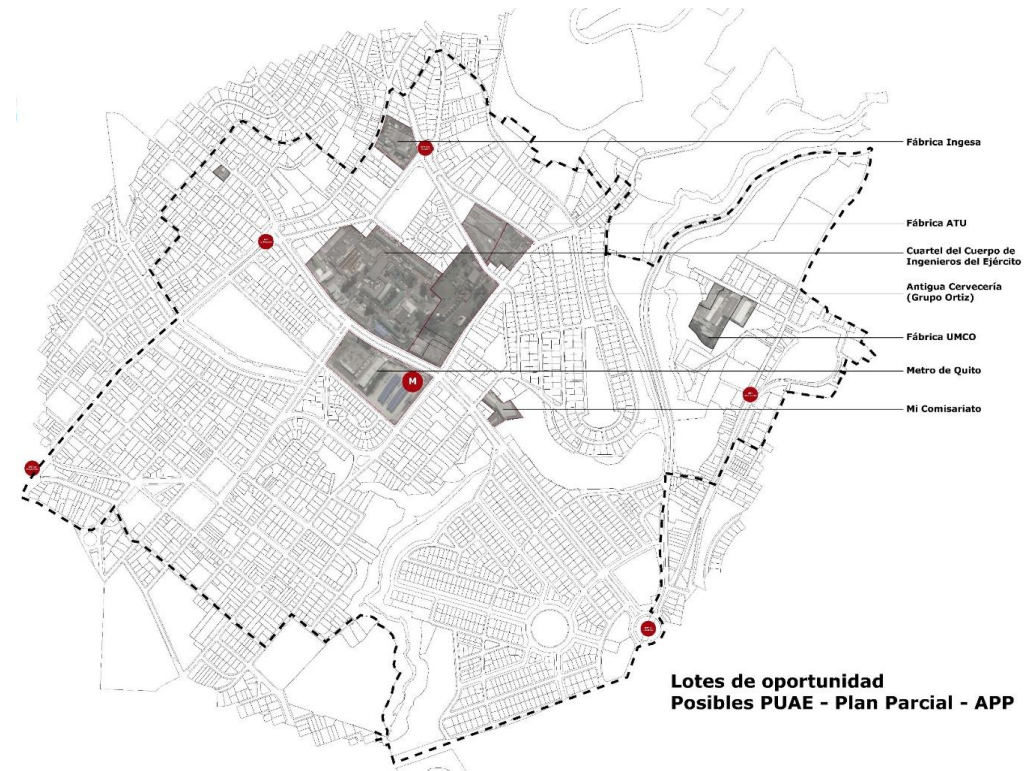 Fábrica Ingesa
Fábrica ATU
Cuartel del Cuerpo de
Ingenieros del Ejército
Antigua Cervecería
(Grupo Ortiz)
Fábrica UMCO
Metro de Quito
M
Mi Comisariato
Lotes de oportunidad
Posibles PUAE - Plan Parcial - APP